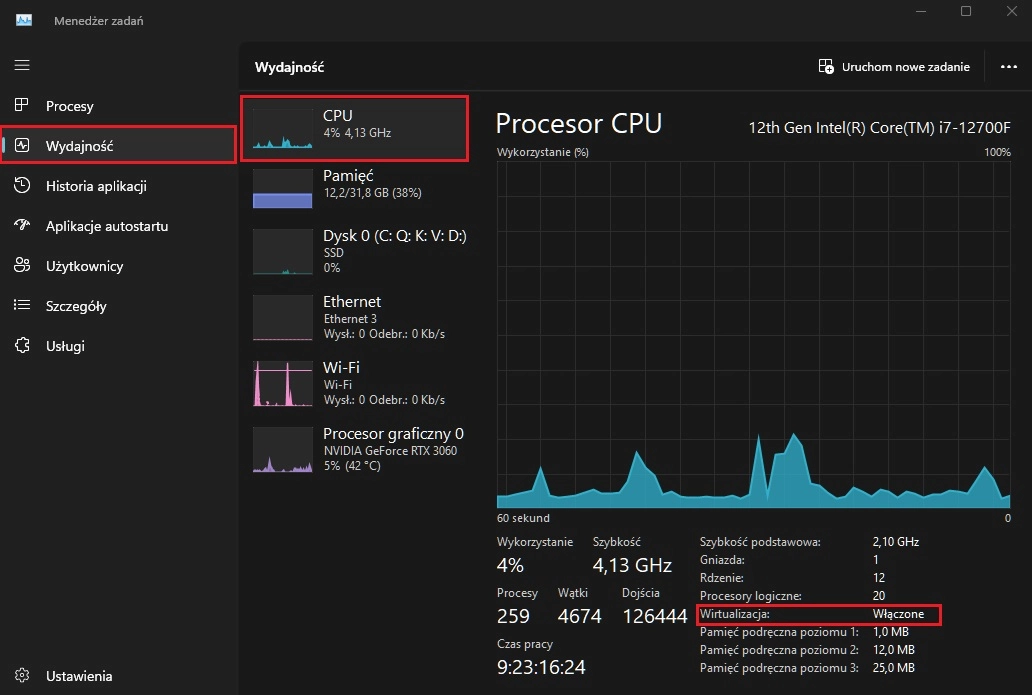 Menedżer zadań
Wydajność
Uruchom nowe zadanie
Procesy
Wydajność
Historia aplikacji
Aplikacje autostartu
Użytkownicy
Szczegóły
Usługi
Ustawienia
CPU
4% 4,13 GHz
Pamięć
12,2/31,8 GB (38%)
Dysk 0 (C: Q: K: V: D:)
SSD
0%
Ethernet
Ethernet 3
Wysł.: 0 Odebr.: 0 Kb/s
Wi-Fi
Wi-Fi
Wysł.: 0 Odebr.: 0 Kb/s
Procesor graficzny 0
NVIDIA GeForce RTX 3060
5% (42 °C)
Procesor CPU 12th Gen Intel(R) Core(TM) i7-12700F
Wykorzystanie (%) 100%
60 sekund 0
Wykorzystanie Szybkość
4% 4,13 GHz
Procesy Wątki Dojścia
259 4674 126444
Czas pracy
9:23:16:24
Szybkość podstawowa: 2,10 GHz
Gniazda: 1
Rdzenie: 12
Procesory logiczne: 20
Wirtualizacja: Włączone
Pamięć podręczna poziomu 1: 1,0 MB
Pamięć podręczna poziomu 2: 12,0 MB
Pamięć podręczna poziomu 3: 25,0 MB